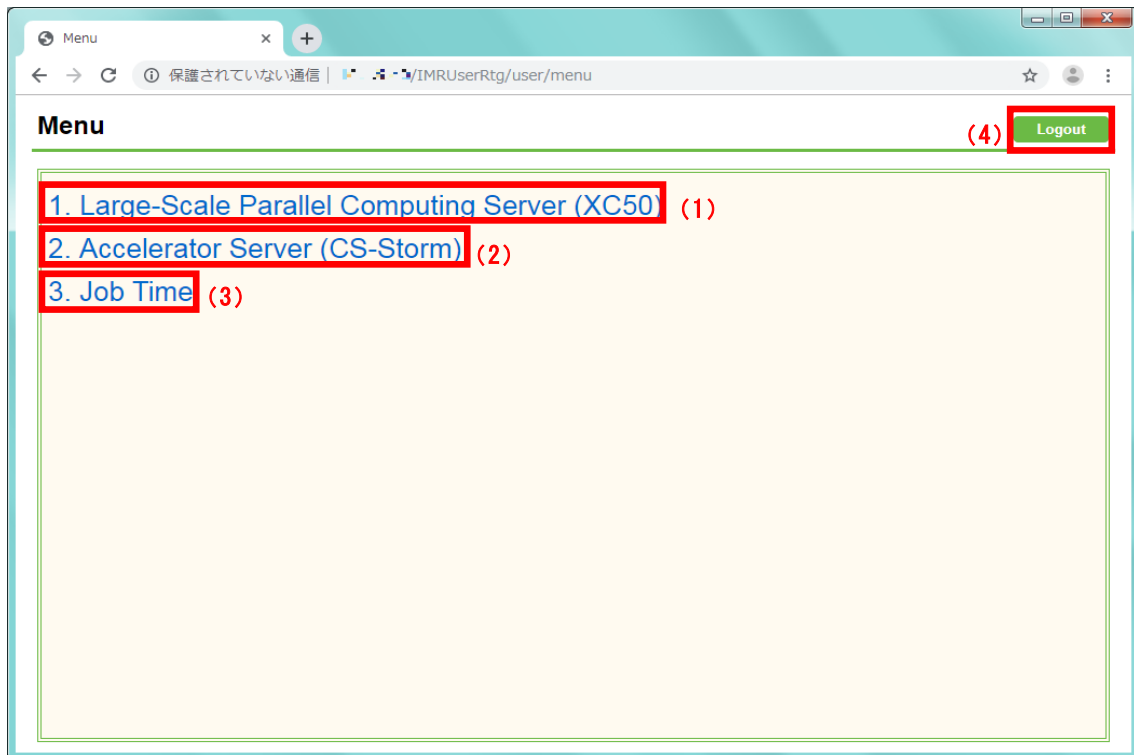 Menu
保護されていない通信 | /IMRUserRtg/user/menu
Menu
(4) Logout
1. Large-Scale Parallel Computing Server (XC50) (1)
2. Accelerator Server (CS-Storm) (2)
3. Job Time (3)